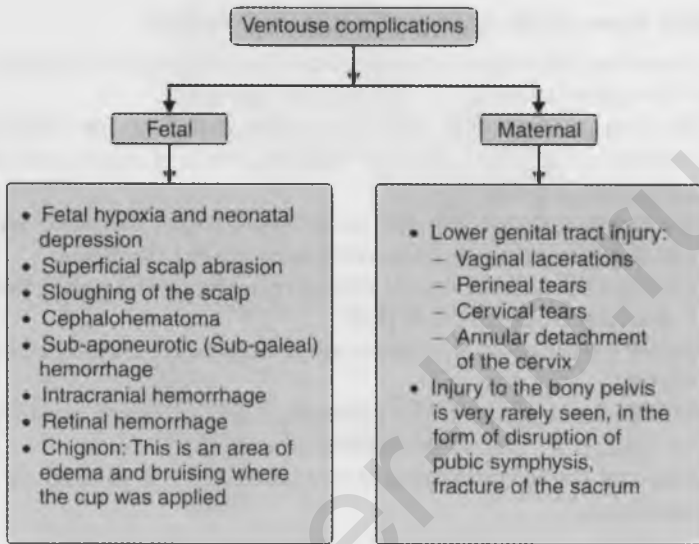 Ventouse complications
Fetal
Maternal
• Fetal hypoxia and neonatal
depression
• Superficial scalp abrasion
• Sloughing of the scalp
• Cephalohematoma
• Sub-aponeurotic (Sub-galeal)
hemorrhage
• Intracranial hemorrhage
• Retinal hemorrhage
• Chignon: This is an area of
edema and bruising where
the cup was applied
• Lower genital tract injury:
– Vaginal lacerations
– Perineal tears
– Cervical tears
– Annular detachment
of the cervix
• Injury to the bony pelvis
is very rarely seen, in the
form of disruption of
pubic symphysis,
fracture of the sacrum